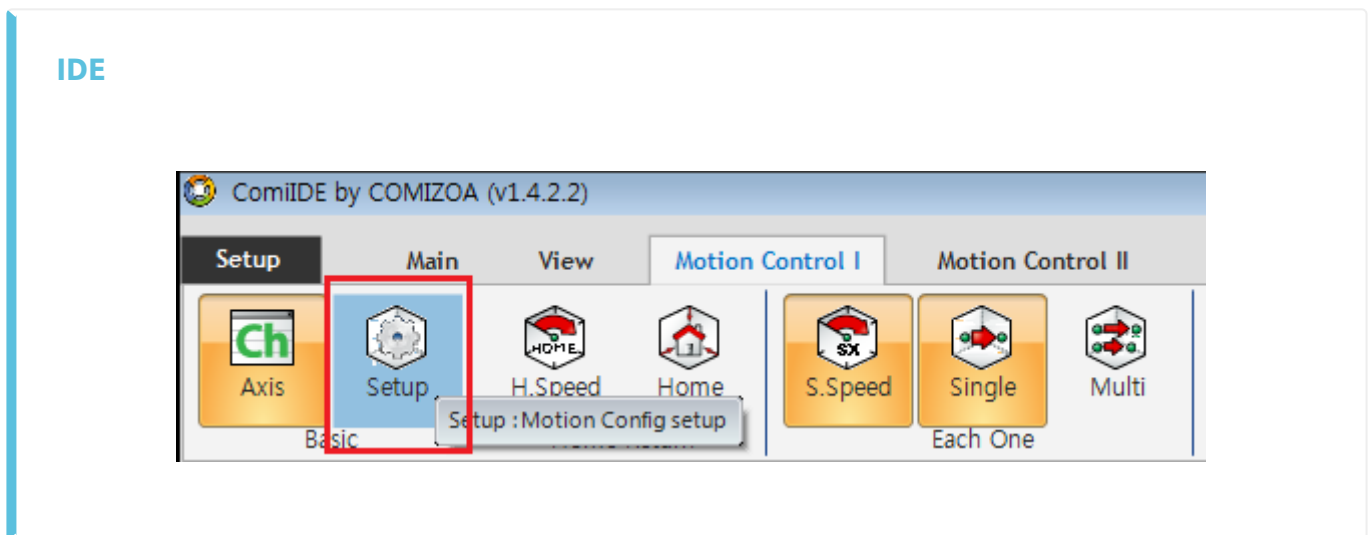 IDE
ComiIDE by COMIZOA (v1.4.2.2)
Setup Main View Motion Control I Motion Control II
Ch HOME SX
Axis Setup H.Speed Home S.Speed Single Multi
Setup : Motion Config setup
Basic Each One